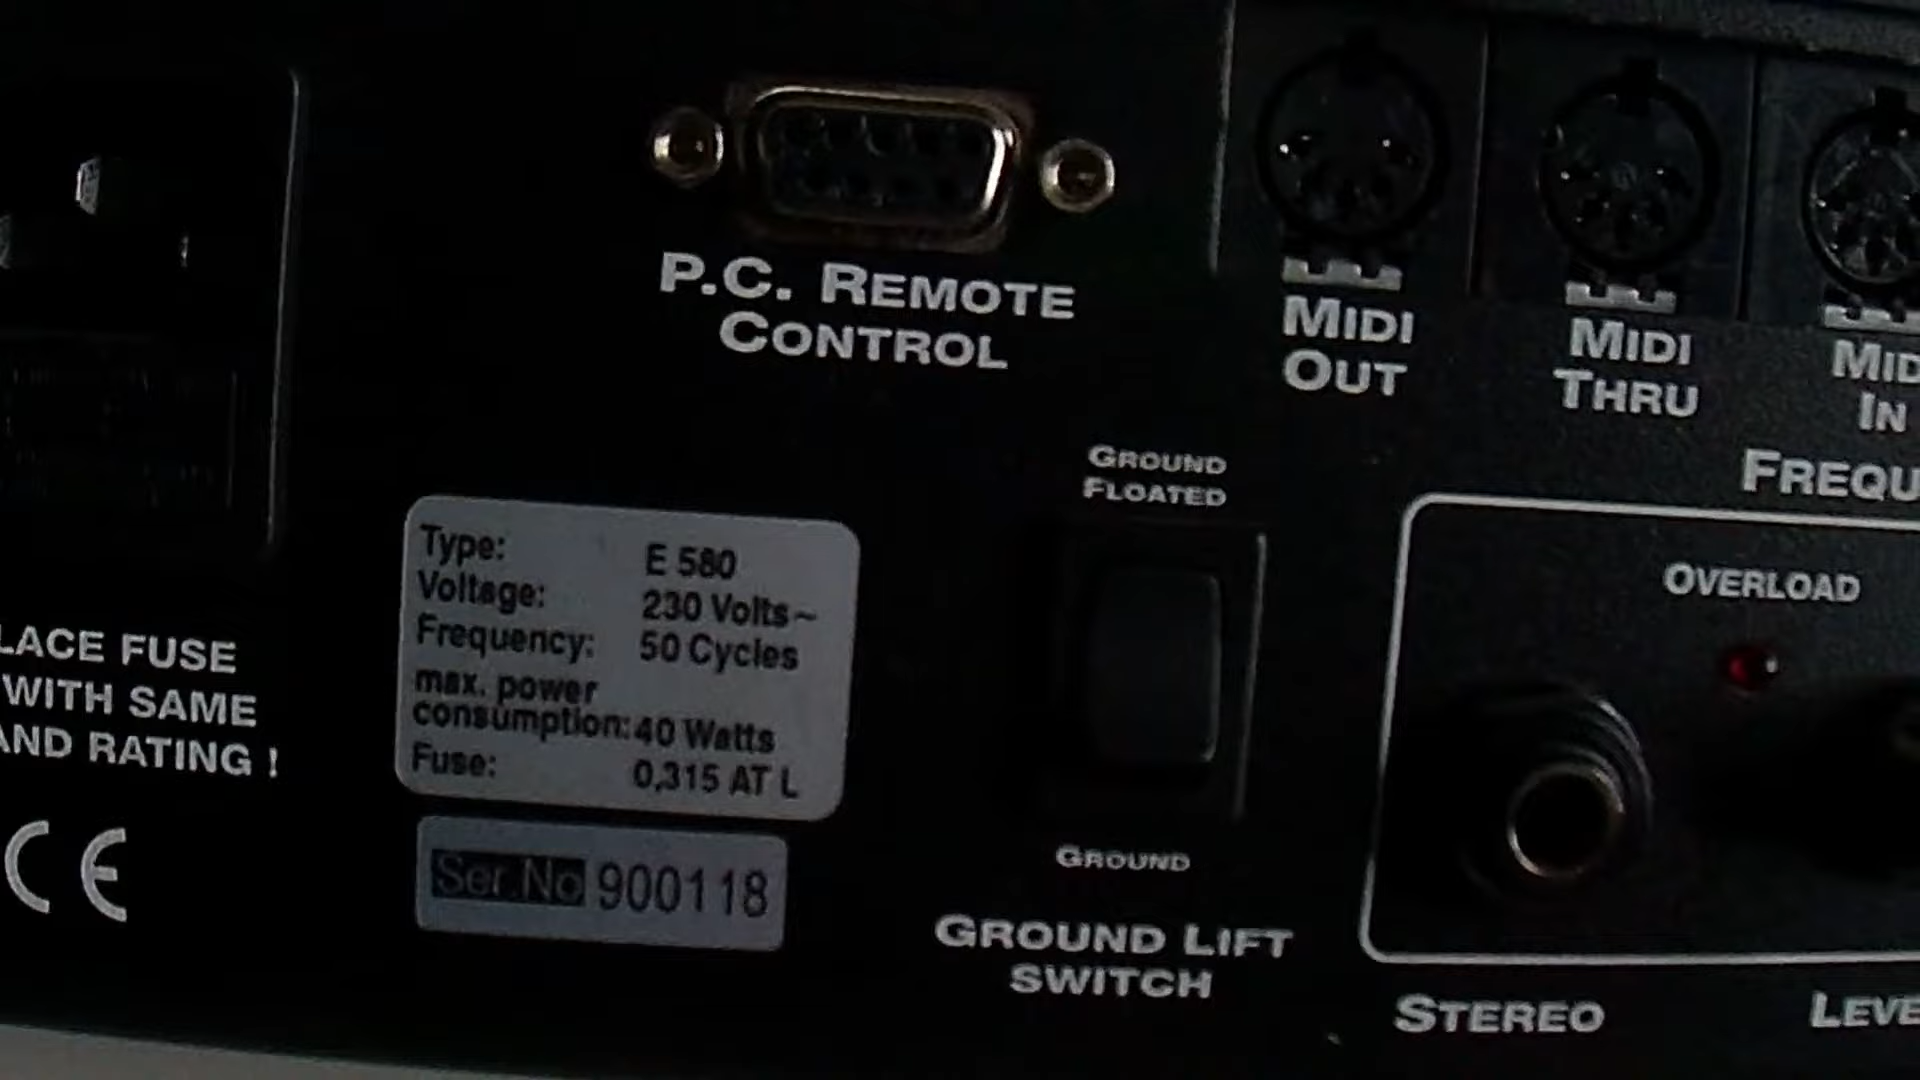 P.C. REMOTE
CONTROL
MIDI
OUT
MIDI
THRU
MID
IN
FREQU
GROUND
FLOATED
OVERLOAD
Type: E 580
Voltage: 230 Volts~
Frequency: 50 Cycles
max. power
consumption: 40 Watts
Fuse: 0,315 AT L
LACE FUSE
WITH SAME
AND RATING !
CE
Ser.No 900118
GROUND
GROUND LIFT
SWITCH
STEREO
LEVE